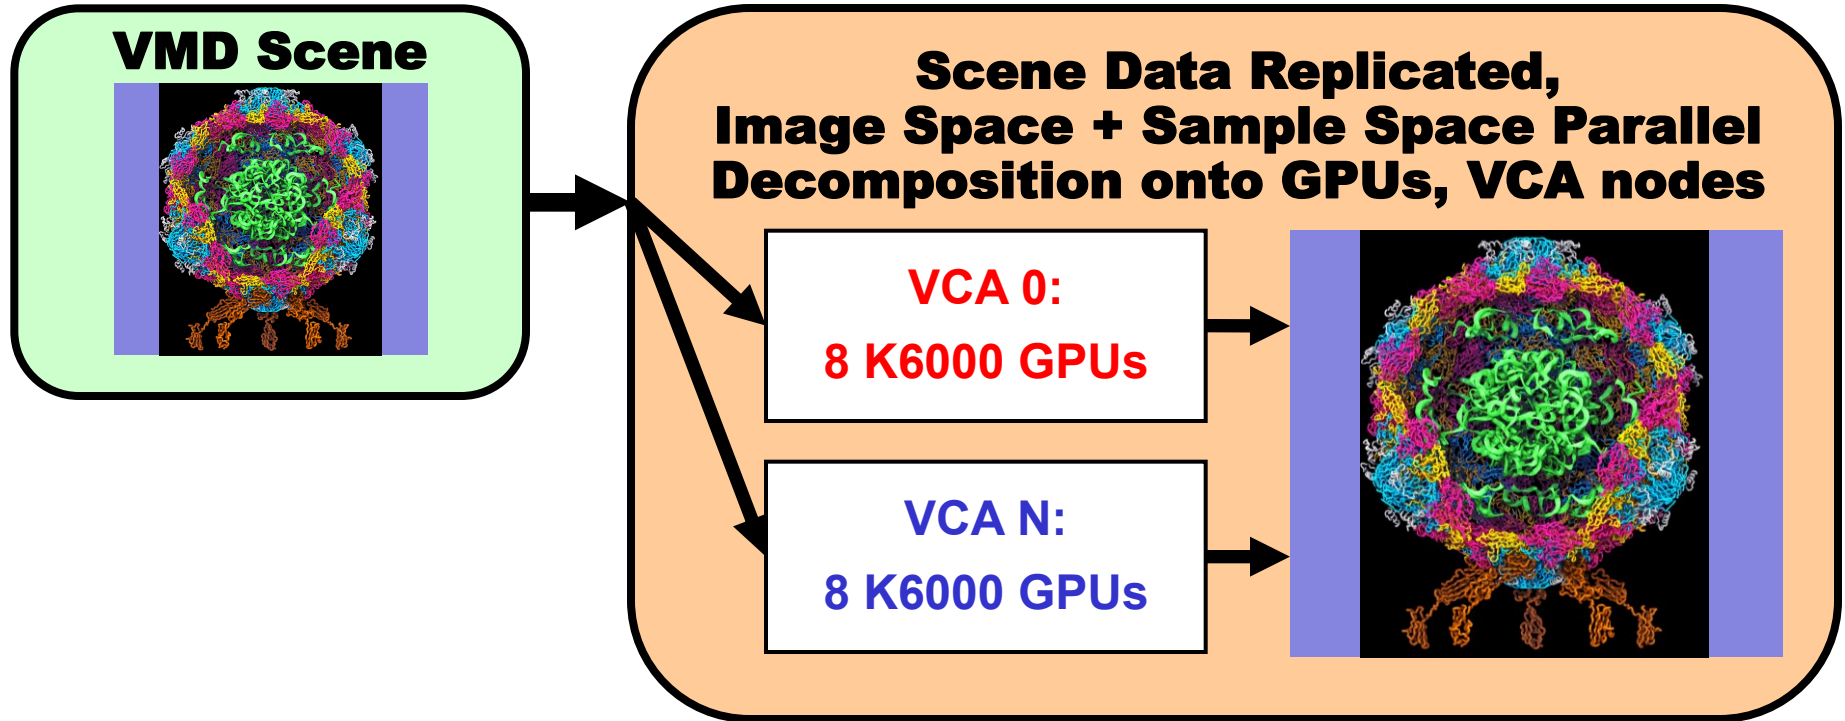 VMD Scene
Scene Data Replicated,
Image Space + Sample Space Parallel
Decomposition onto GPUs, VCA nodes
VCA 0:
8 K6000 GPUs
VCA N:
8 K6000 GPUs